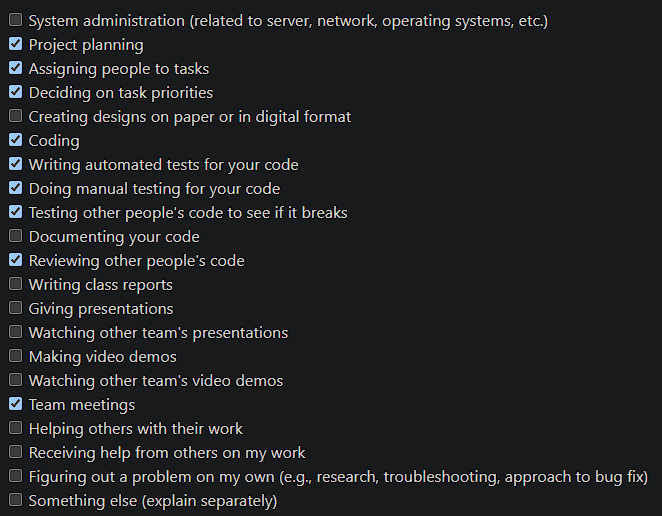 System administration (related to server, network, operating systems, etc.)
Project planning
Assigning people to tasks
Deciding on task priorities
Creating designs on paper or in digital format
Coding
Writing automated tests for your code
Doing manual testing for your code
Testing other people's code to see if it breaks
Documenting your code
Reviewing other people's code
Writing class reports
Giving presentations
Watching other team's presentations
Making video demos
Watching other team's video demos
Team meetings
Helping others with their work
Receiving help from others on my work
Figuring out a problem on my own (e.g., research, troubleshooting, approach to bug fix)
Something else (explain separately)